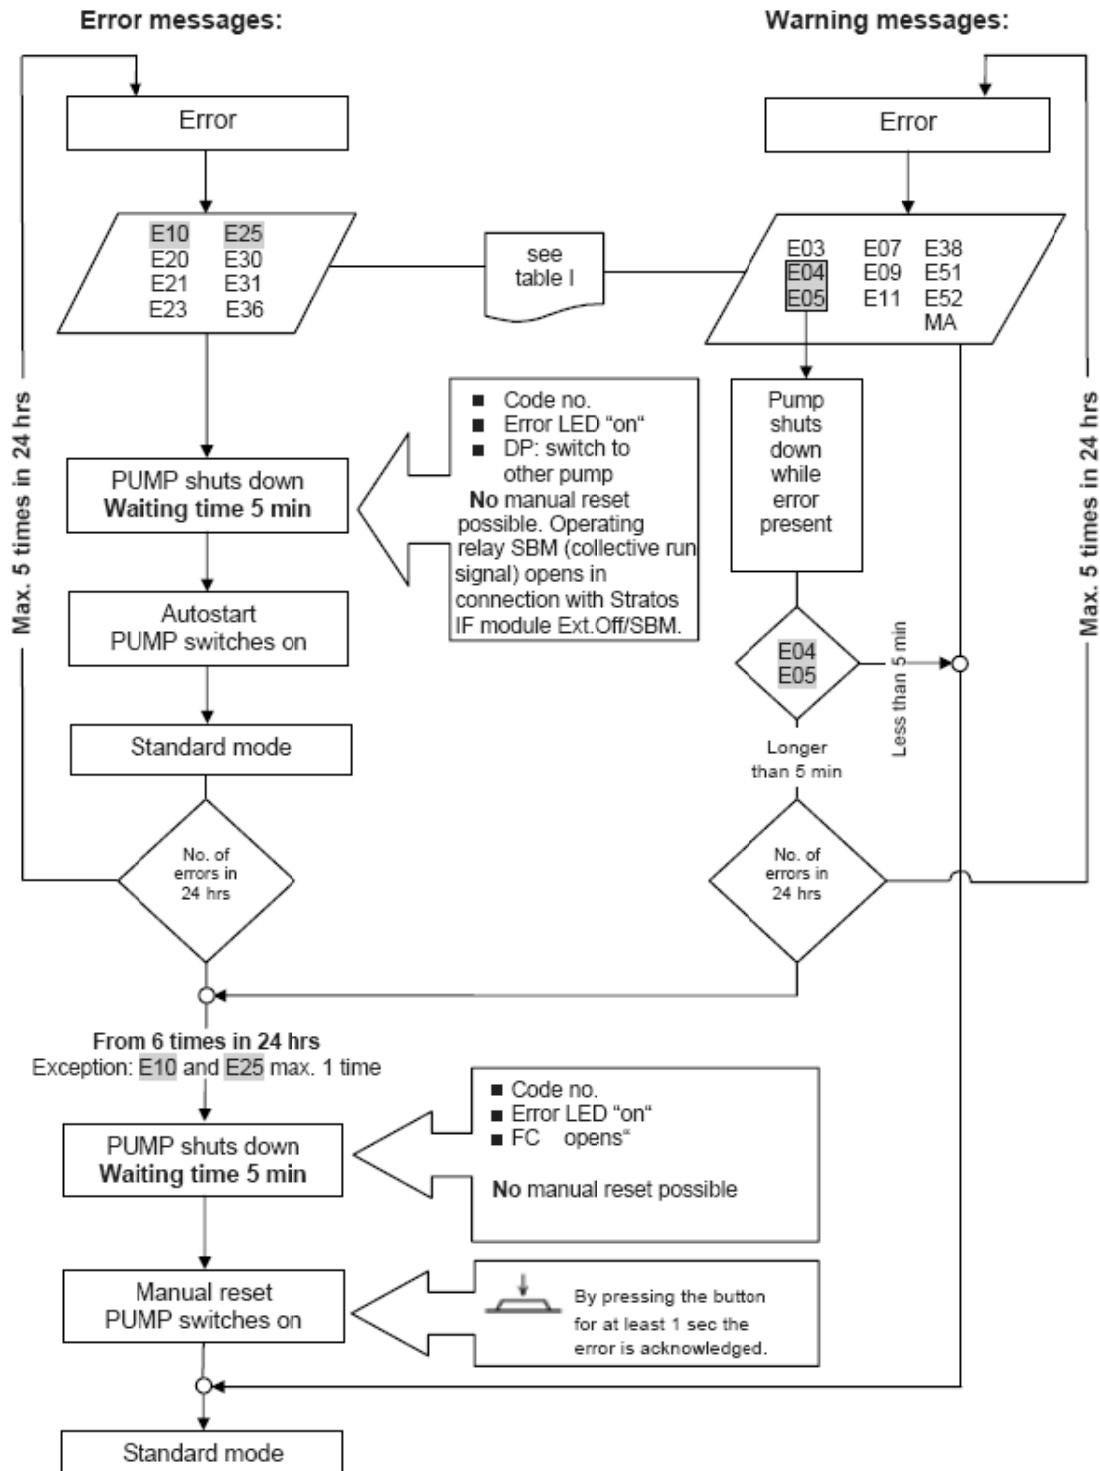 Error messages:
Warning messages:
Error
Error
E10 E25
E20 E30
E21 E31
E23 E36
see
table I
E03 E07 E38
E04 E09 E51
E05 E11 E52
MA
Max. 5 times in 24 hrs
Max. 5 times in 24 hrs
■ Code no.
■ Error LED “on“
■ DP: switch to
other pump
No manual reset
possible. Operating
relay SBM (collective run
signal) opens in
connection with Stratos
IF module Ext.Off/SBM.
Pump
shuts
down
while
error
present
PUMP shuts down
Waiting time 5 min
Autostart
PUMP switches on
E04
E05
Less than 5 min
Standard mode
Longer
than 5 min
No. of
errors in
24 hrs
No. of
errors in
24 hrs
From 6 times in 24 hrs
Exception: E10 and E25 max. 1 time
■ Code no.
■ Error LED “on“
■ FC opens“
No manual reset possible
PUMP shuts down
Waiting time 5 min
Manual reset
PUMP switches on
By pressing the button
for at least 1 sec the
error is acknowledged.
Standard mode